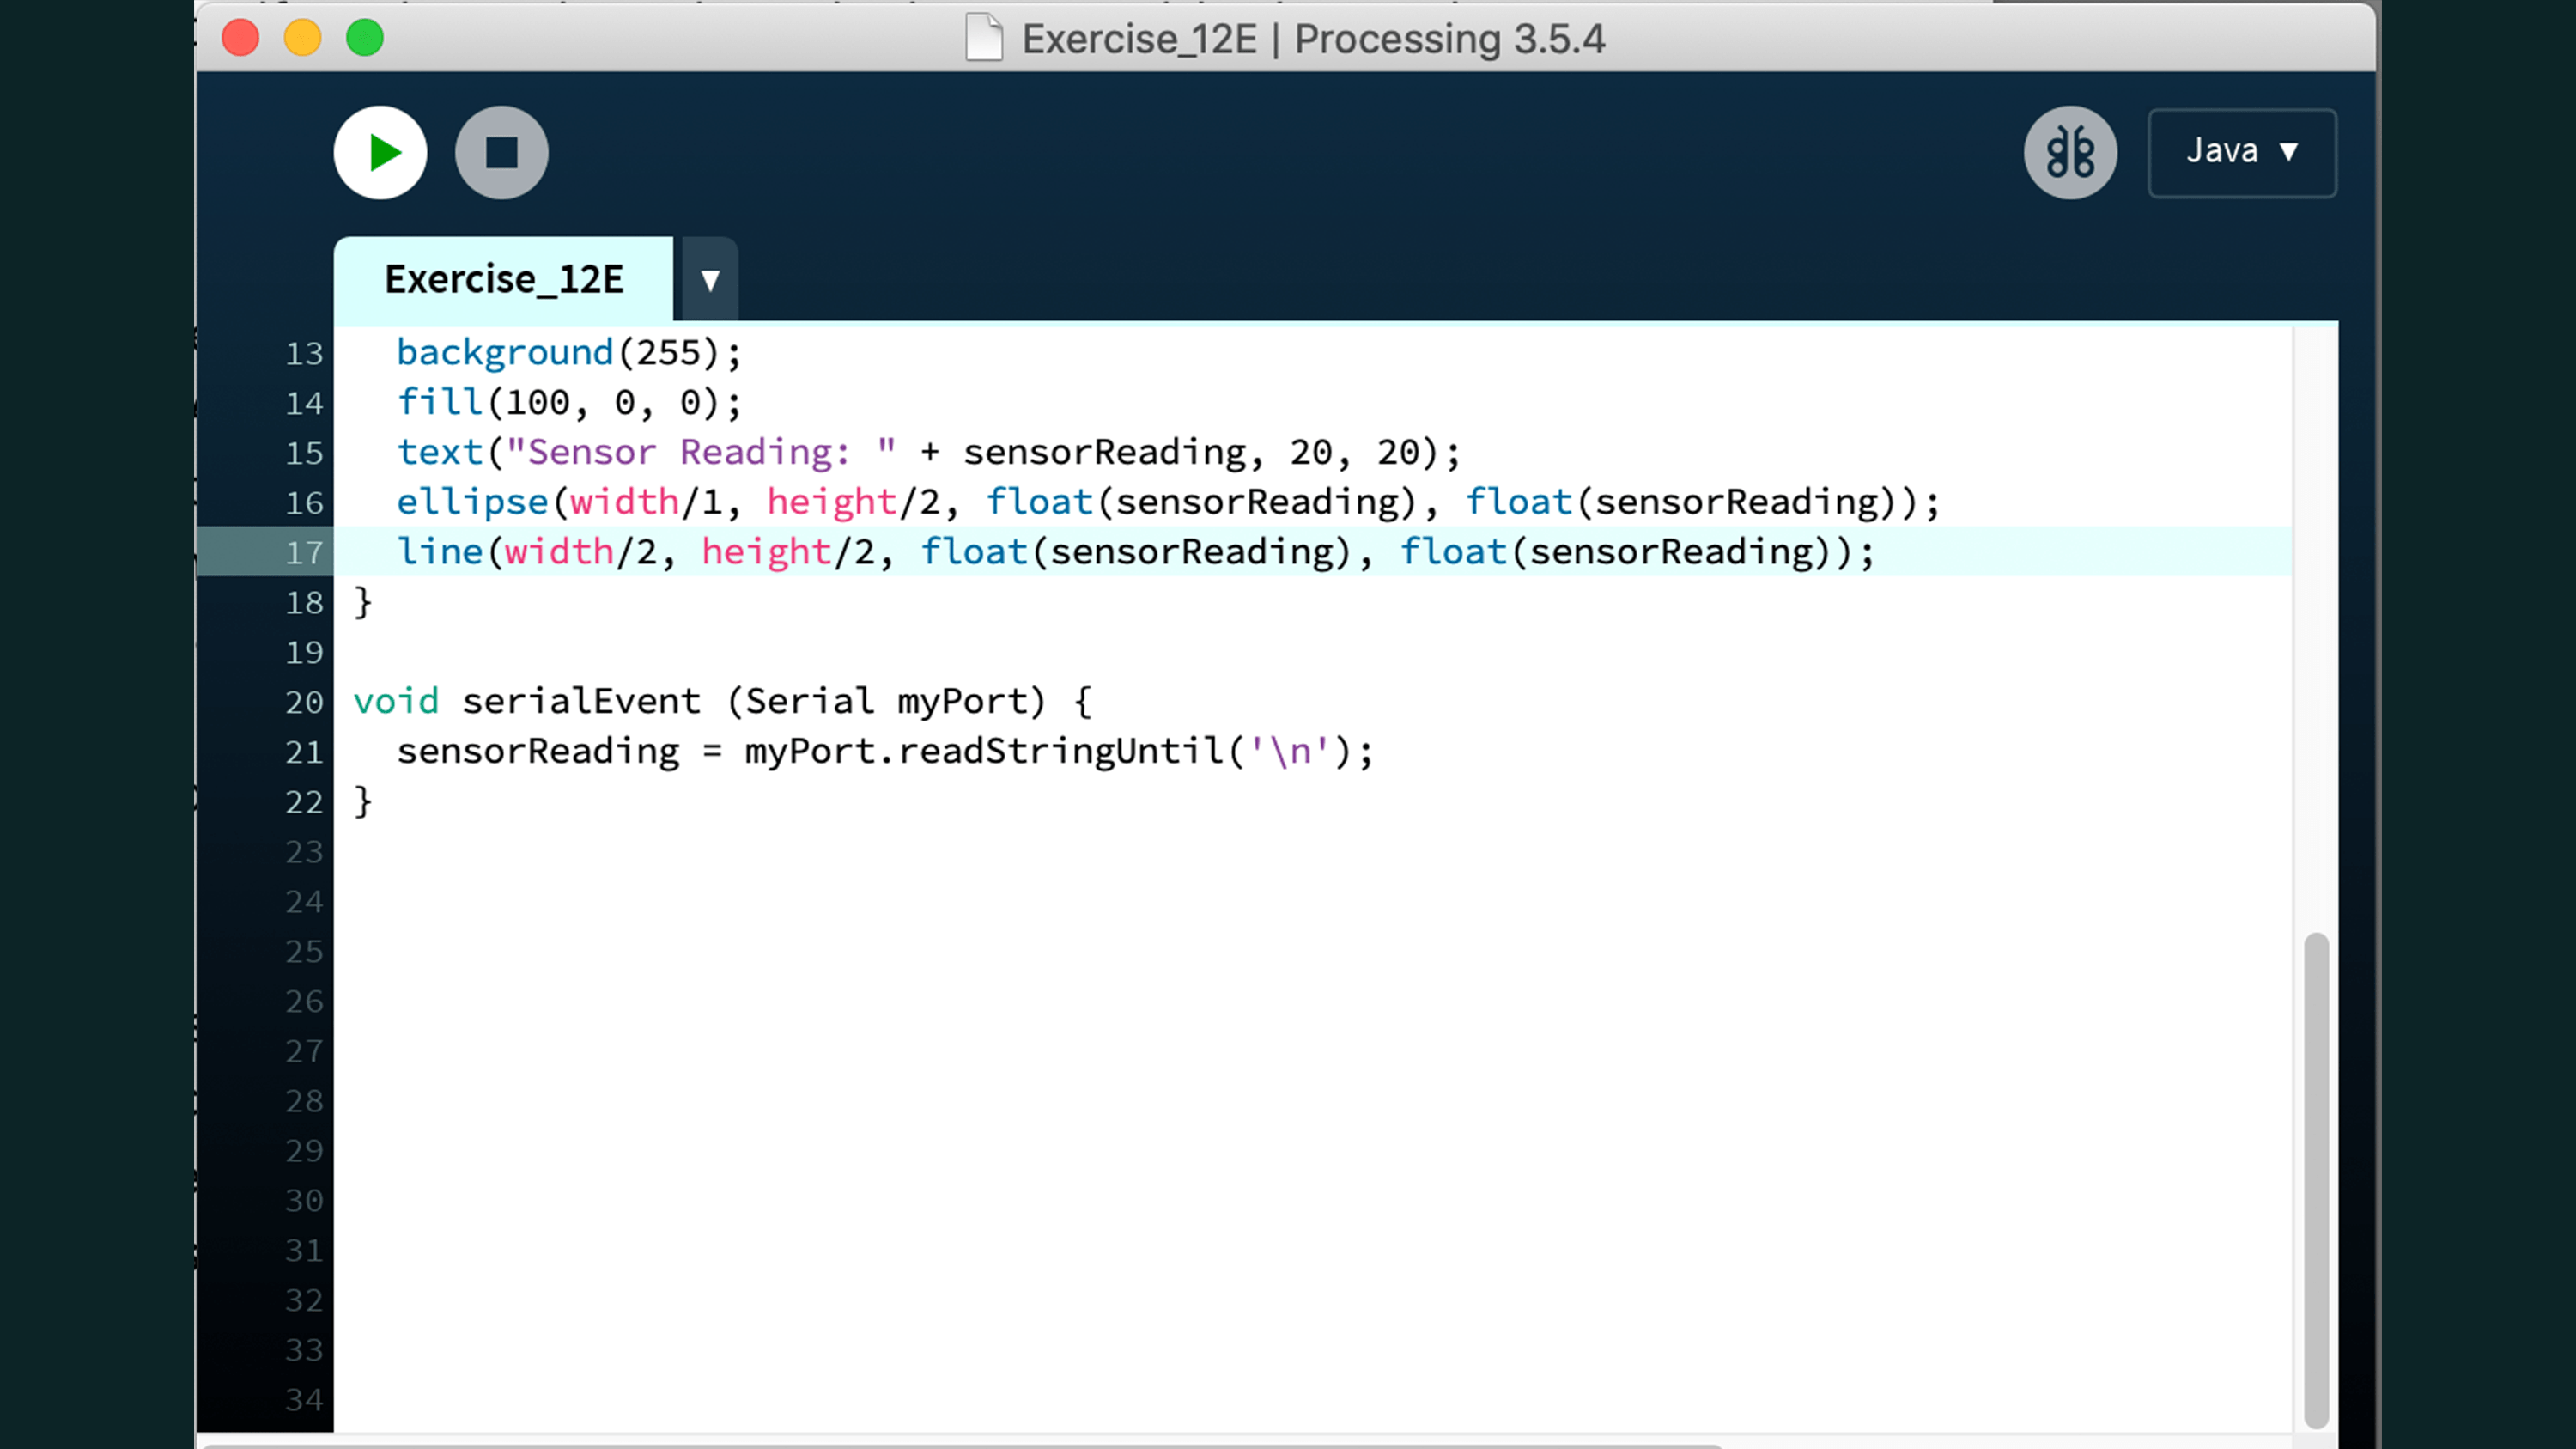 Exercise_12E | Processing 3.5.4
Java ▼
Exercise_12E ▼
13 background(255);
14 fill(100, 0, 0);
15 text("Sensor Reading: " + sensorReading, 20, 20);
16 ellipse(width/1, height/2, float(sensorReading), float(sensorReading));
17 line(width/2, height/2, float(sensorReading), float(sensorReading));
18 }
19
20 void serialEvent (Serial myPort) {
21 sensorReading = myPort.readStringUntil('\n');
22 }
23
24
25
26
27
28
29
30
31
32
33
34